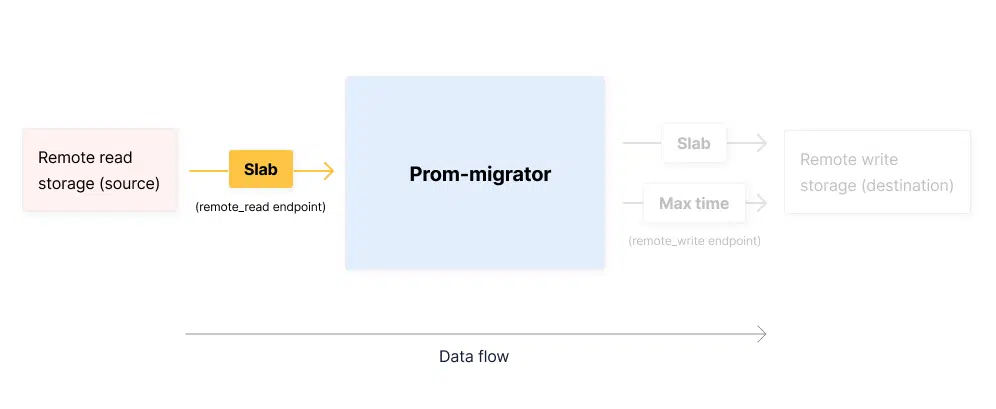 Remote read
storage (source)
Slab
(remote_read endpoint)
Prom-migrator
Slab
Max time
(remote_write endpoint)
Remote write
storage (destination)
Data flow